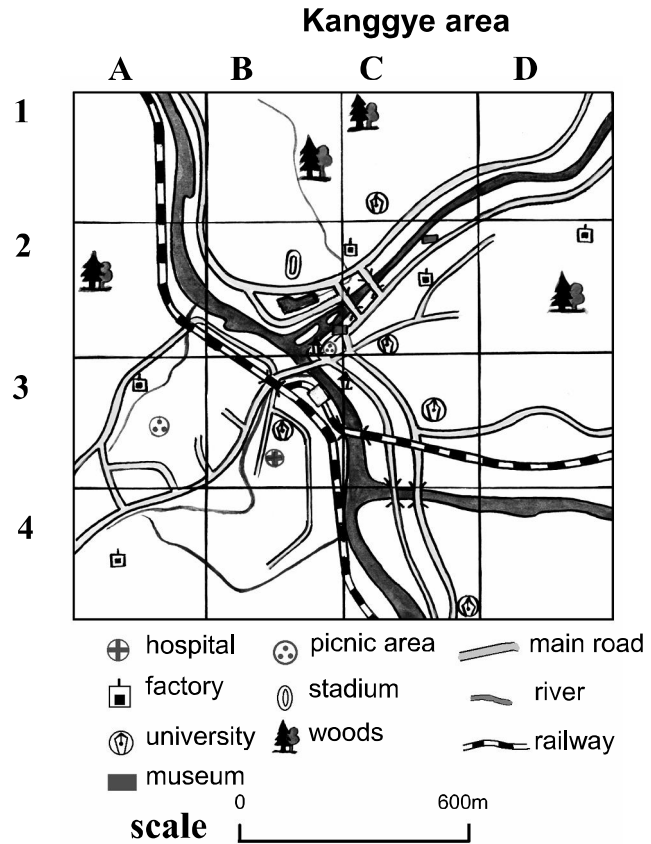 Kanggye area
A B C D
1
2
3
4
hospital picnic area main road
factory stadium river
university woods railway
museum
0 600m
scale